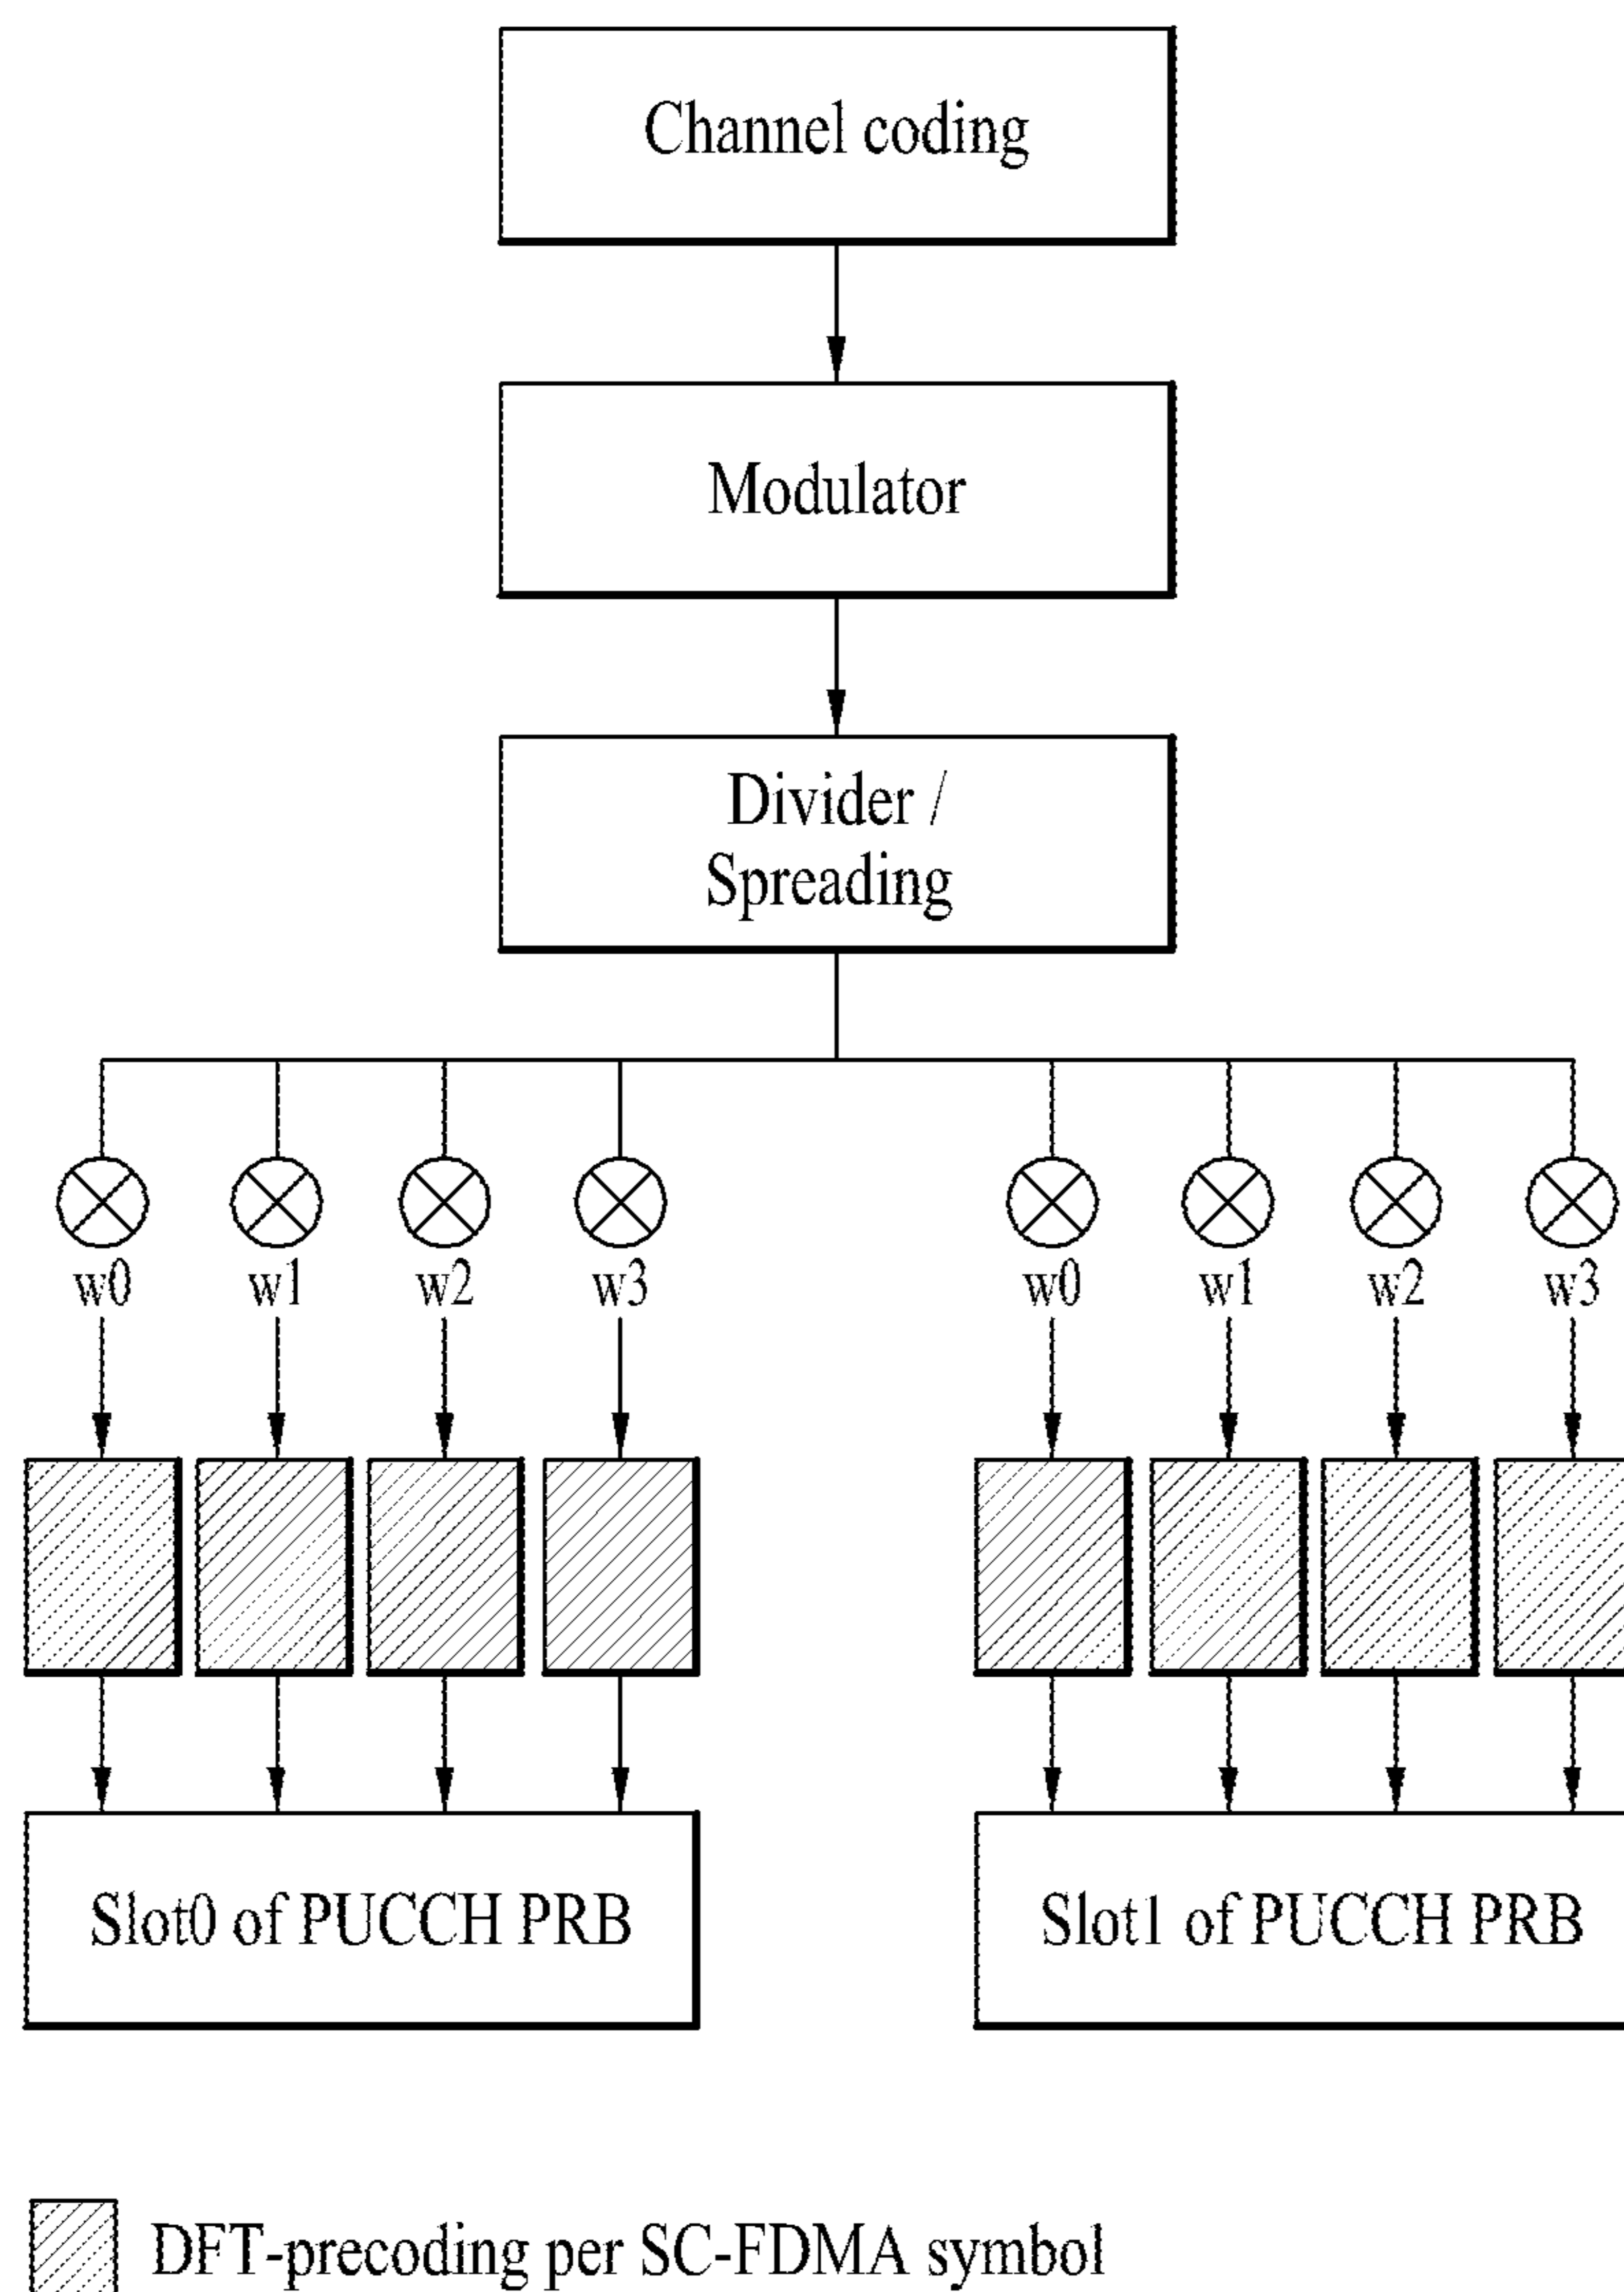 Channel coding
Modulator
Divider /
Spreading
w0 w1 w2 w3 w0 w1 w2 w3
Slot0 of PUCCH PRB Slot1 of PUCCH PRB
DFT-precoding per SC-FDMA symbol